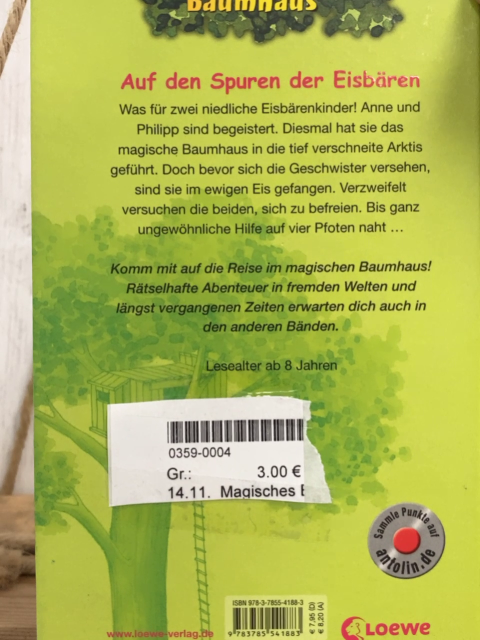 Baumhaus
Auf den Spuren der Eisbären
Was für zwei niedliche Eisbärenkinder! Anne und
Philipp sind begeistert. Diesmal hat sie das
magische Baumhaus in die tief verschneite Arktis
geführt. Doch bevor sich die Geschwister versehen,
sind sie im ewigen Eis gefangen. Verzweifelt
versuchen die beiden, sich zu befreien. Bis ganz
ungewöhnliche Hilfe auf vier Pfoten naht ...
Komm mit auf die Reise im magischen Baumhaus!
Rätselhafte Abenteuer in fremden Welten und
längst vergangenen Zeiten erwarten dich auch in
den anderen Bänden.
Lesealter ab 8 Jahren
0359-0004
Gr.: 3.00 €
14.11. Magisches
Sammle Punkte auf
antolin.de
ISBN 978-3-7855-4188-3
€ 7,95 (D)
€ 8,20 (A)
9783785541883
www.loewe-verlag.de
Loewe